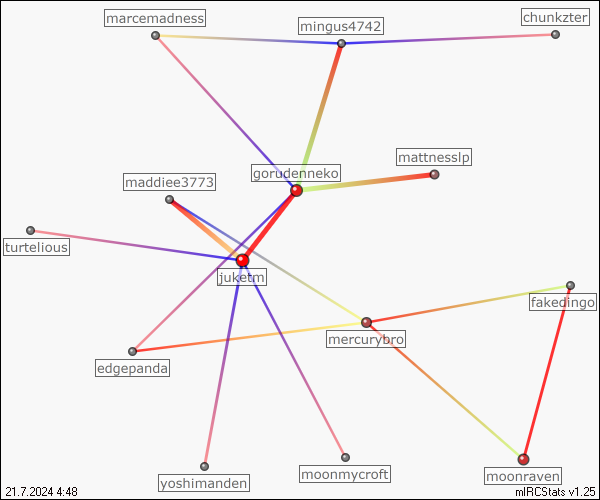 marcemadness
mingus4742
chunkzter
mattnesslp
gorudenneko
maddiee3773
turtelious
juketm
fakedingo
mercurybro
edgepanda
moonmycroft
moonraven
yoshimanden
21.7.2024 4:48
mIRCStats v1.25